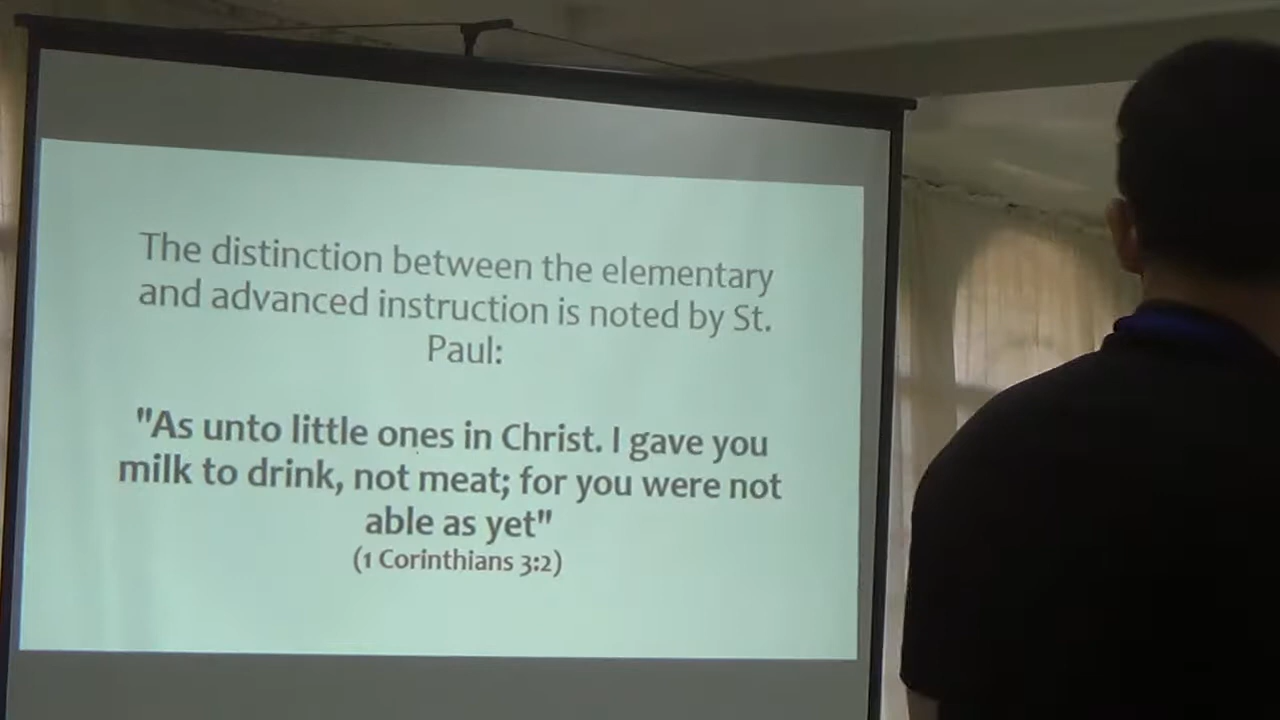 The distinction between the elementary
and advanced instruction is noted by St.
Paul:
"As unto little ones in Christ. I gave you
milk to drink, not meat; for you were not
able as yet"
(1 Corinthians 3:2)